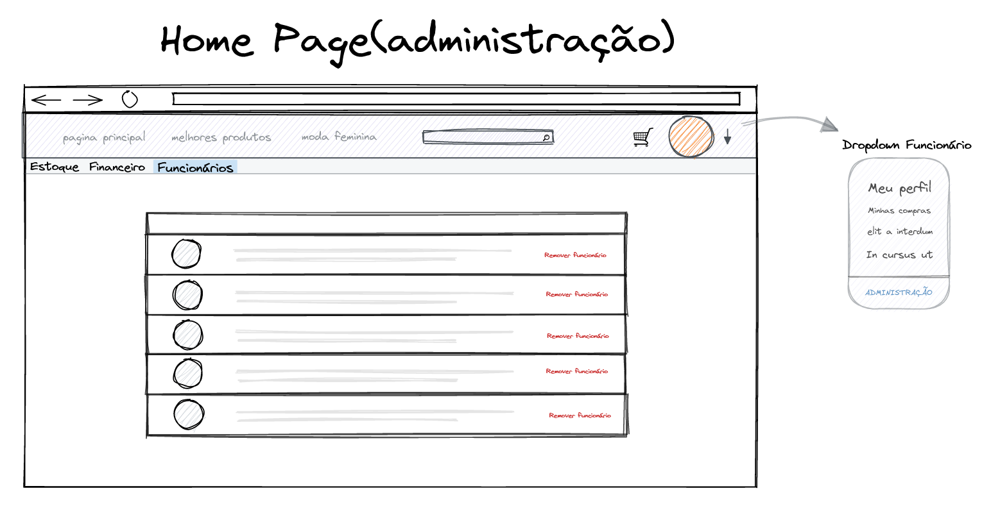 Home Page(administração)
pagina principal melhores produtos moda feminina
Dropdown Funcionário
Estoque Financeiro Funcionários
Meu perfil
Minhas compras
elit a interdum
In cursus ut
ADMINISTRAÇÃO
Remover funcionário
Remover funcionário
Remover funcionário
Remover funcionário
Remover funcionário